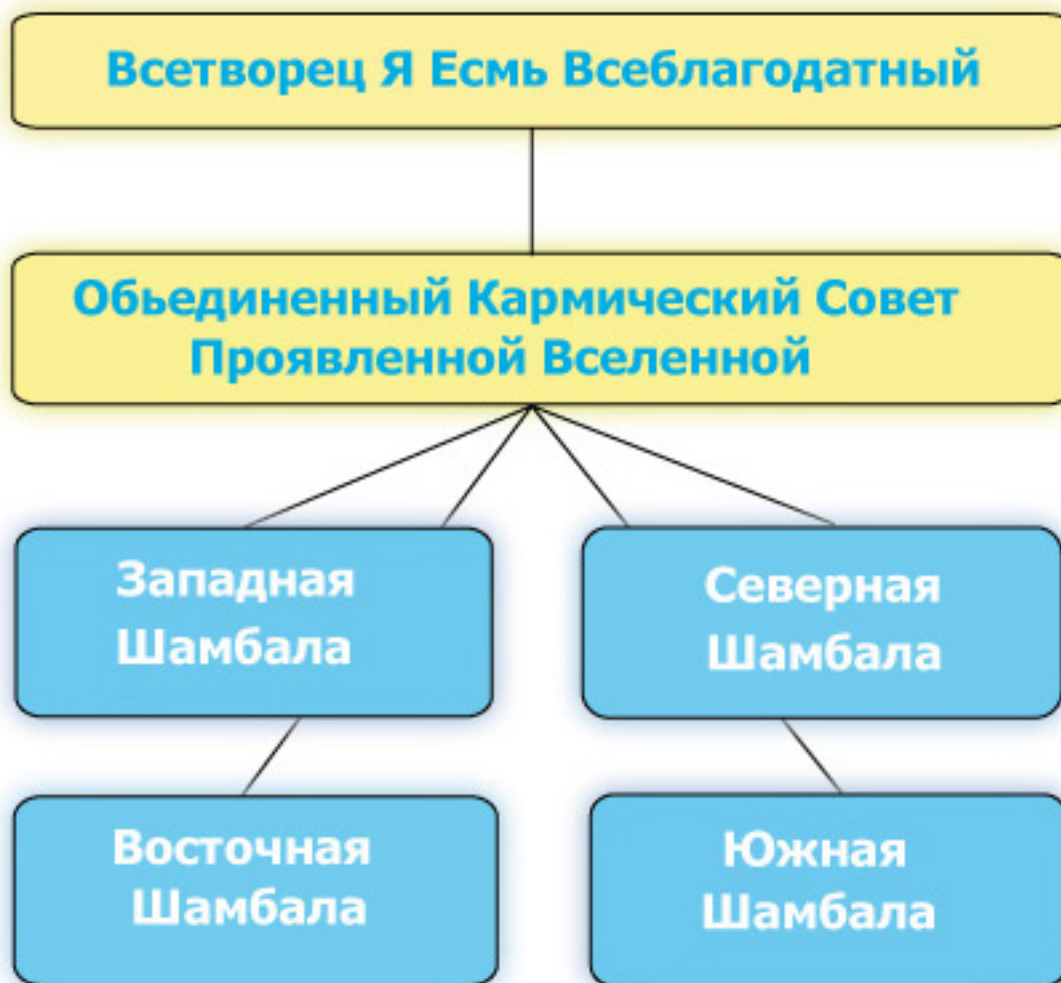 Всетворец Я Есмь Всеблагодатный
Обьединенный Кармический Совет
Проявленной Вселенной
Западная
Шамбала
Северная
Шамбала
Восточная
Шамбала
Южная
Шамбала